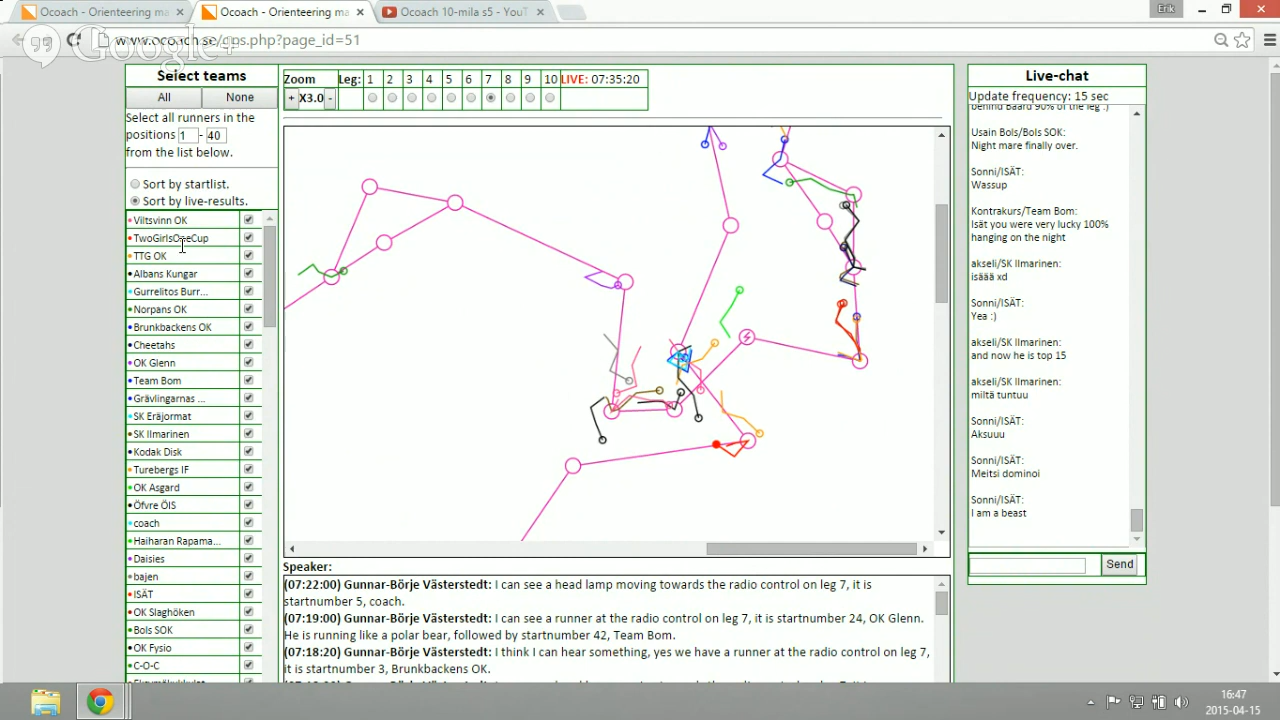 Ocoach - Orienteering ma ×
Ocoach - Orienteering ma ×
Ocoach 10-mila s5 - YouT ×
Erik
www.ocoach.se/cms.php?page_id=51
Google+
Select teams
All None
Select all runners in the
positions 1 - 40
from the list below.
Sort by startlist.
Sort by live-results.
Viltsvinn OK
TwoGirlsOneCup
TTG OK
Albans Kungar
Gurrelitos Burr...
Norpans OK
Brunkbackens OK
Cheetahs
OK Glenn
Team Bom
Grävlingarnas ...
SK Eräjormat
SK Ilmarinen
Kodak Disk
Turebergs IF
OK Asgard
Öfvre ÖIS
coach
Haiharan Rapama...
Daisies
bajen
ISÄT
OK Slaghöken
Bols SOK
OK Fysio
C-O-C
Zoom Leg: 1 2 3 4 5 6 7 8 9 10 LIVE: 07:35:20
+ X3.0 -
Speaker:
(07:22:00) Gunnar-Börje Västerstedt: I can see a head lamp moving towards the radio control on leg 7, it is
startnumber 5, coach.
(07:19:00) Gunnar-Börje Västerstedt: I can see a runner at the radio control on leg 7, it is startnumber 24, OK Glenn.
He is running like a polar bear, followed by startnumber 42, Team Bom.
(07:18:20) Gunnar-Börje Västerstedt: I think I can hear something, yes we have a runner at the radio control on leg 7,
it is startnumber 3, Brunkbackens OK.
Live-chat
Update frequency: 15 sec
behind Baard 90% of the leg :)
Usain Bols/Bols SOK:
Night mare finally over.
Sonni/ISÄT:
Wassup
Kontrakurs/Team Bom:
Isät you were very lucky 100%
hanging on the night
akseli/SK Ilmarinen:
isäää xd
Sonni/ISÄT:
Yea :)
akseli/SK Ilmarinen:
and now he is top 15
akseli/SK Ilmarinen:
miltä tuntuu
Sonni/ISÄT:
Aksuuu
Sonni/ISÄT:
Meitsi dominoi
Sonni/ISÄT:
I am a beast
Send
16:47
2015-04-15